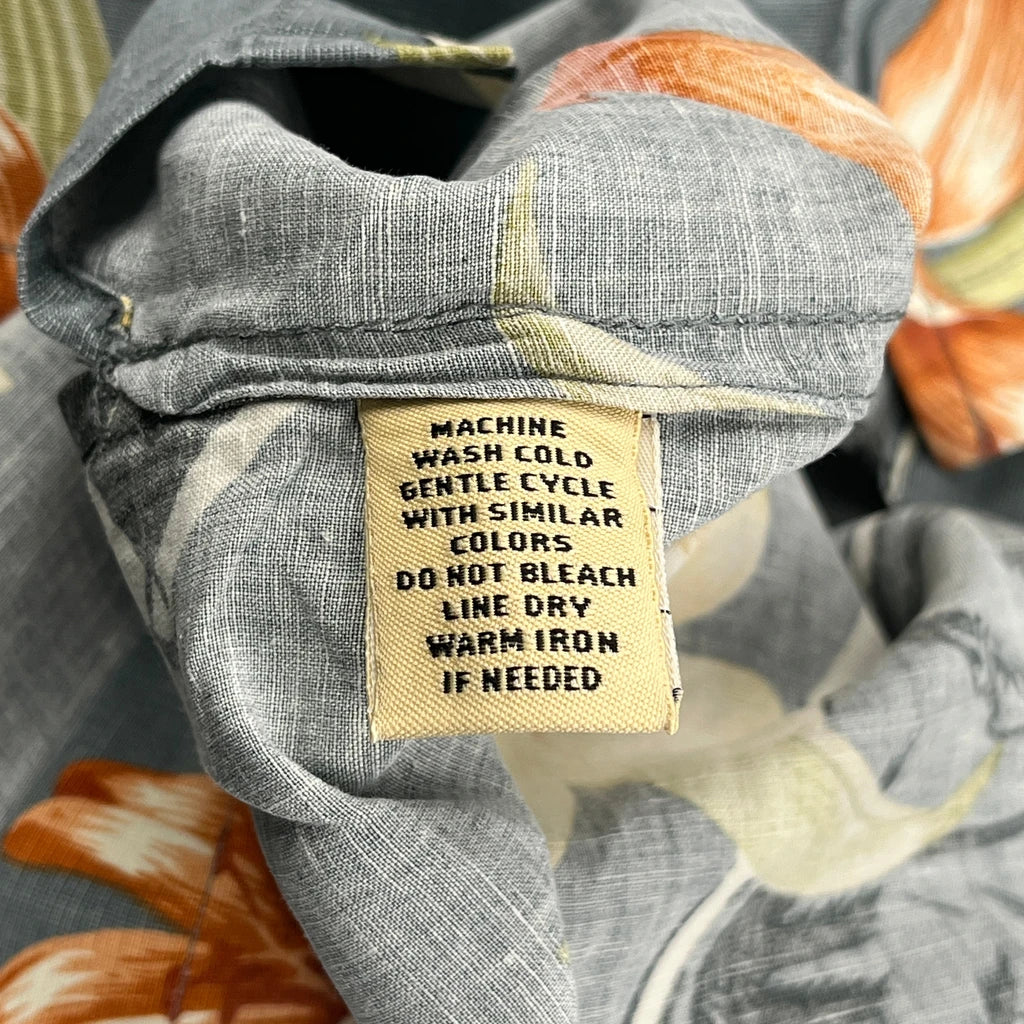 MACHINE
WASH COLD
GENTLE CYCLE
WITH SIMILAR
COLORS
DO NOT BLEACH
LINE DRY
WARM IRON
IF NEEDED